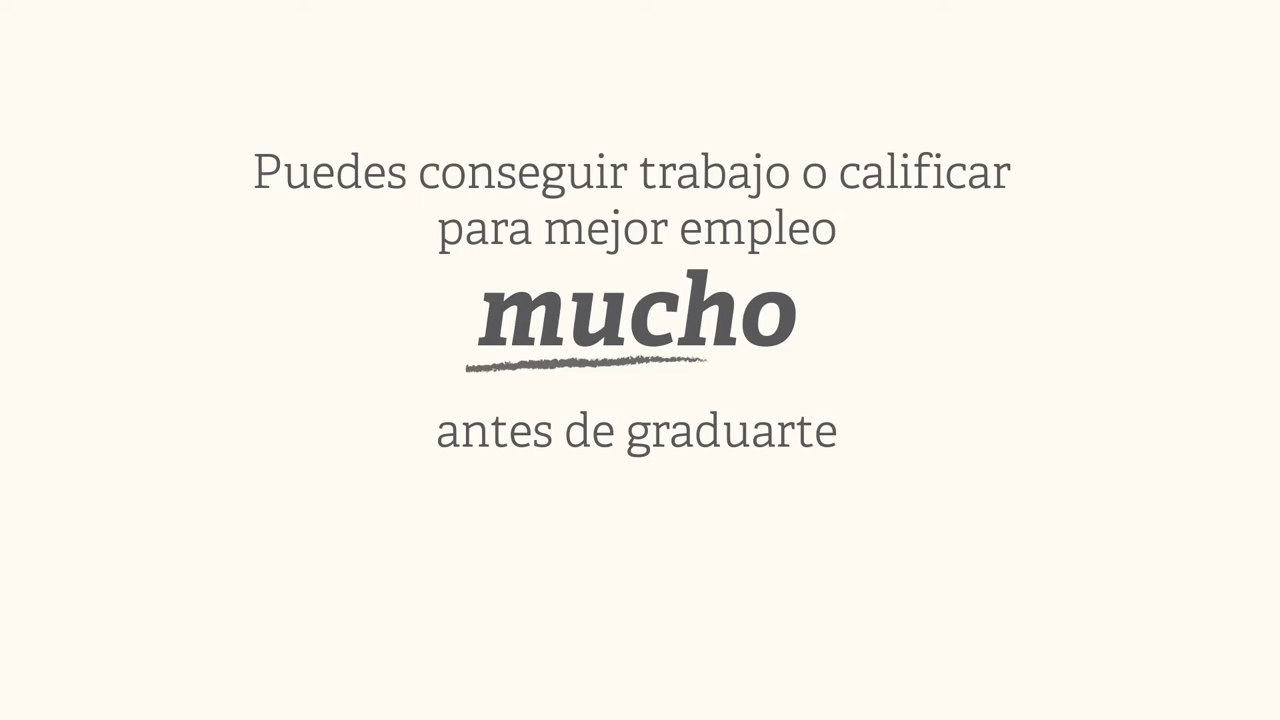 Puedes conseguir trabajo o calificar
para mejor empleo
mucho
antes de graduarte